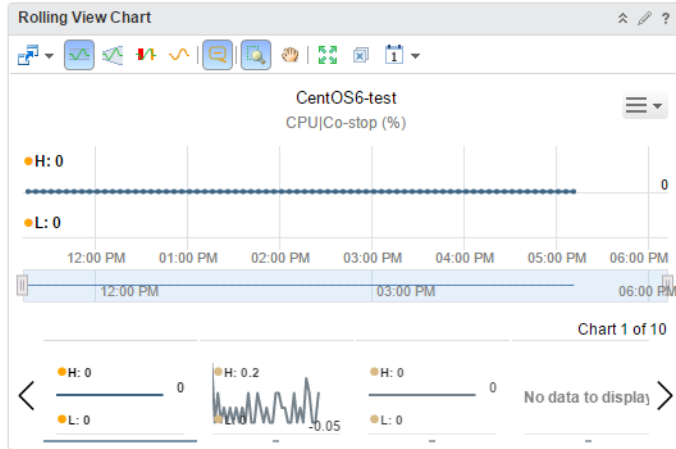 Rolling View Chart ?
1
CentOS6-test
CPU|Co-stop (%)
H: 0
0
L: 0
12:00 PM 01:00 PM 02:00 PM 03:00 PM 04:00 PM 05:00 PM 06:00 PM
12:00 PM 03:00 PM 06:00 PM
Chart 1 of 10
H: 0 H: 0.2 H: 0
0 0 No data to display
L: 0 L: 0 -0.05 L: 0